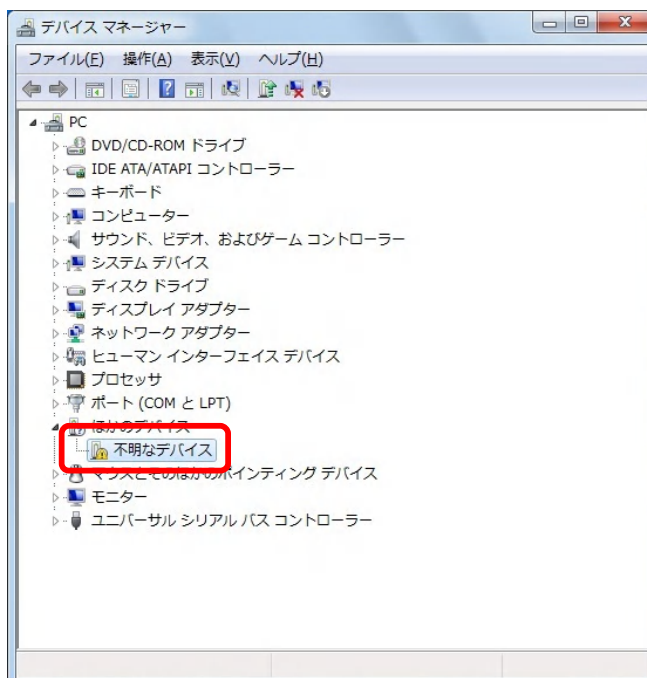 デバイス マネージャー
ファイル(F) 操作(A) 表示(V) ヘルプ(H)
PC
DVD/CD-ROM ドライブ
IDE ATA/ATAPI コントローラー
キーボード
コンピューター
サウンド、ビデオ、およびゲーム コントローラー
システム デバイス
ディスク ドライブ
ディスプレイ アダプター
ネットワーク アダプター
ヒューマン インターフェイス デバイス
プロセッサ
ポート (COM と LPT)
ほかのデバイス
不明なデバイス
マウスとそのほかのポインティング デバイス
モニター
ユニバーサル シリアル バス コントローラー